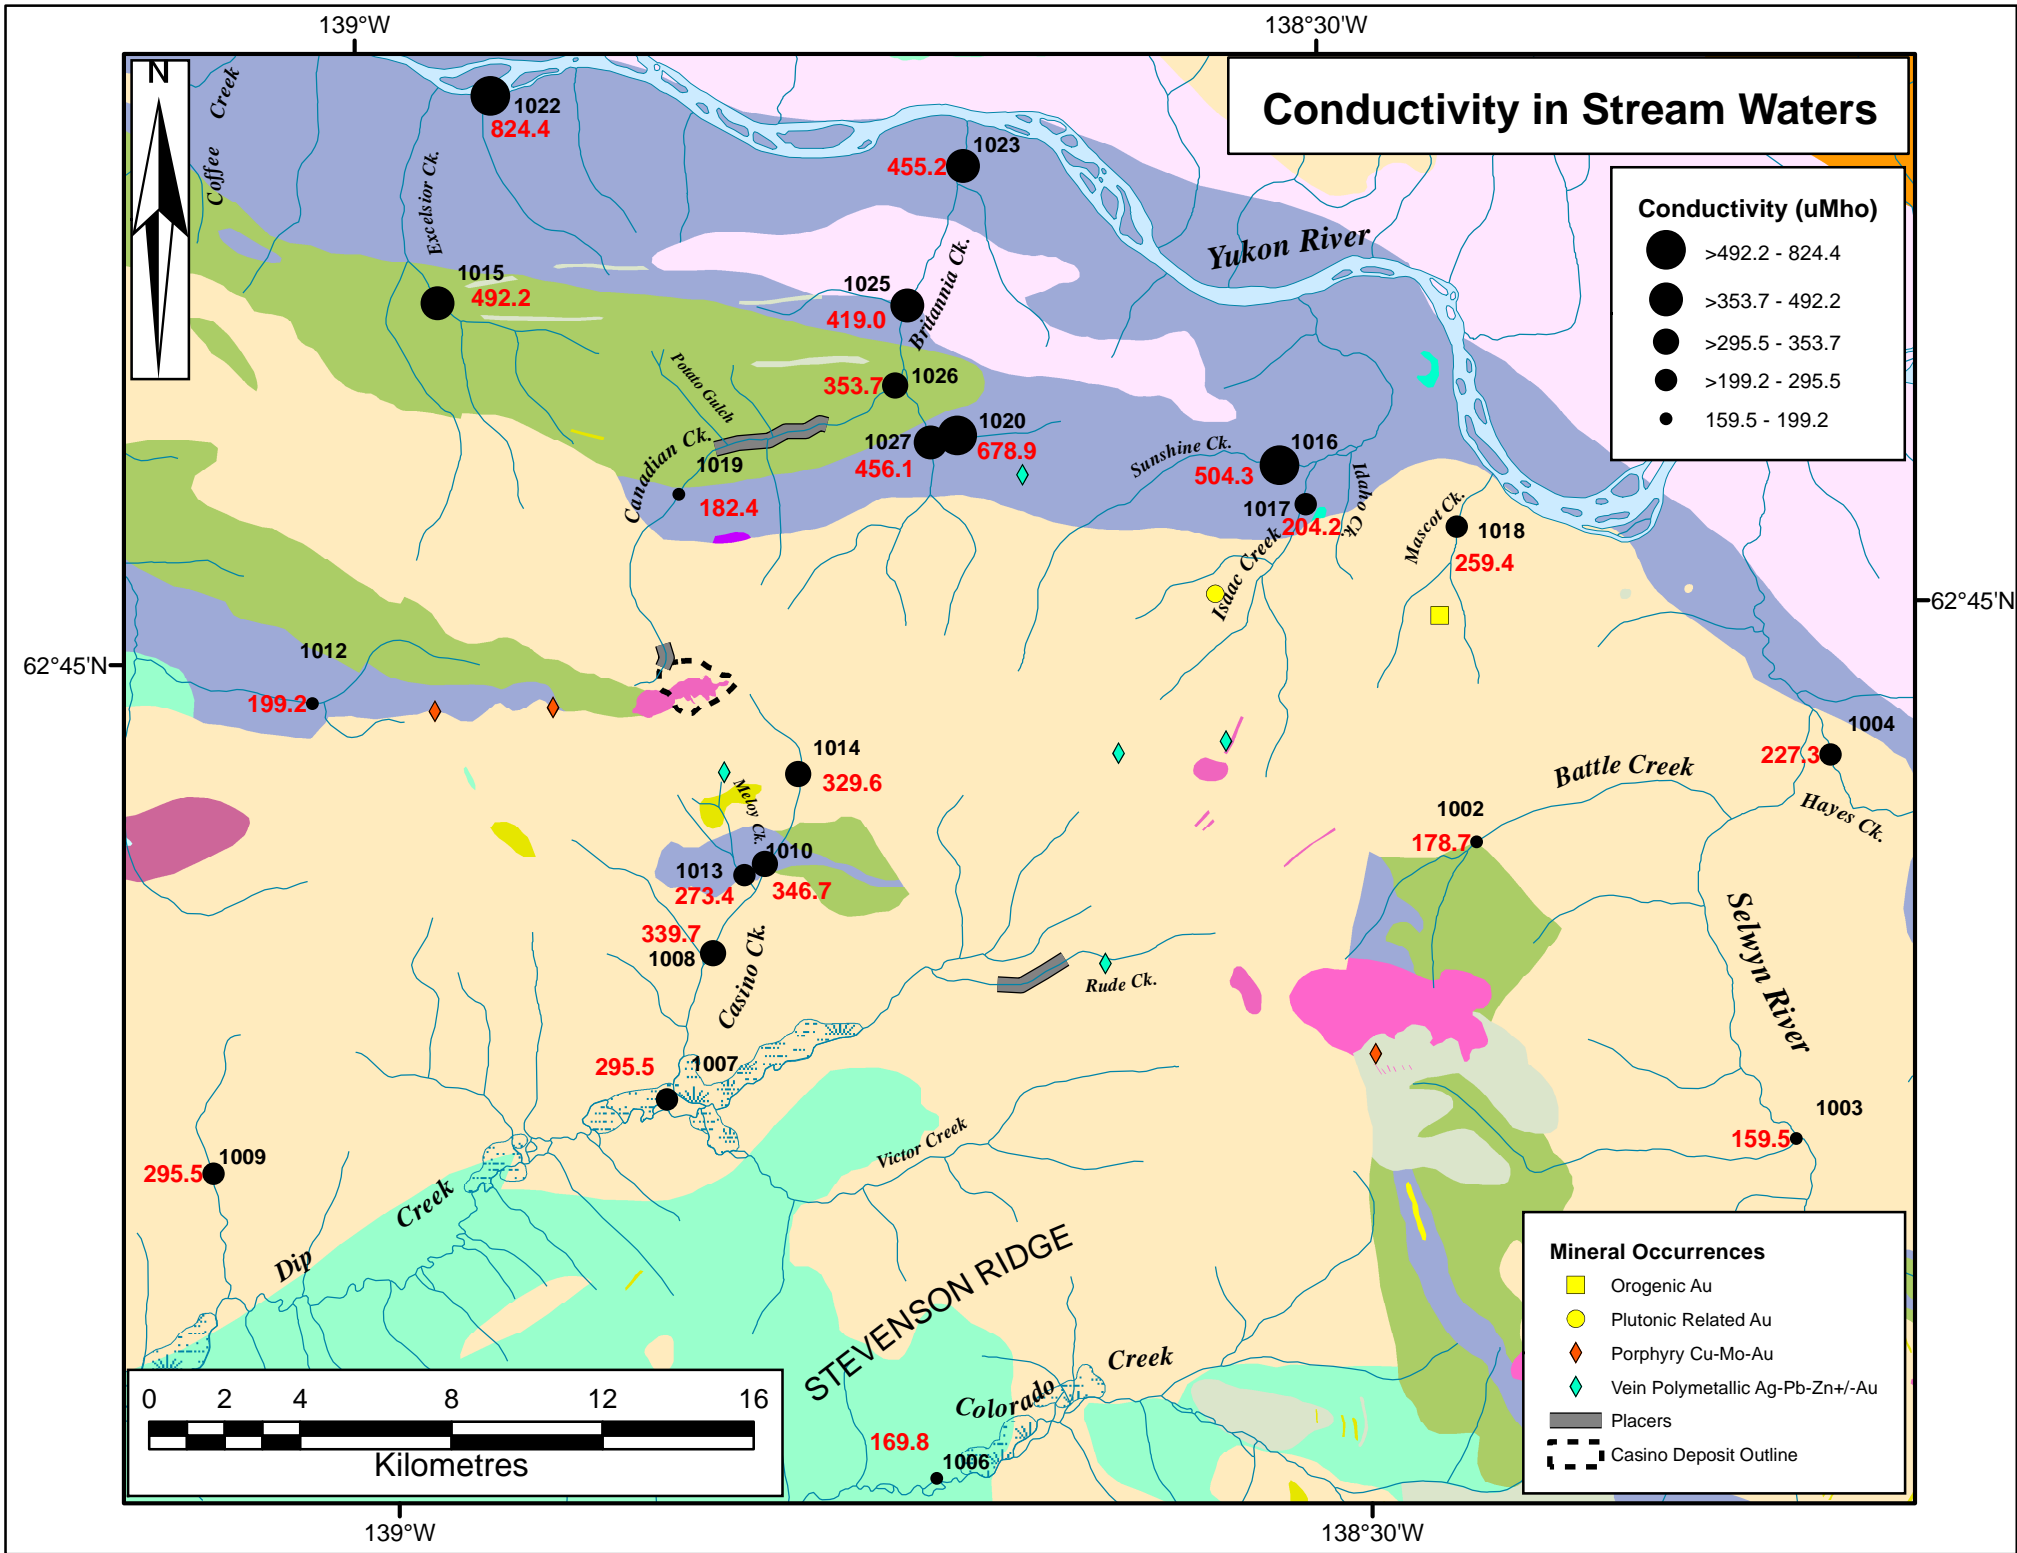 139°W
138°30'W
N
Conductivity in Stream Waters
Coffee Creek
1022
824.4
Excelsior Ck.
1023
455.2
Conductivity (uMho)
>492.2 - 824.4
>353.7 - 492.2
>295.5 - 353.7
>199.2 - 295.5
159.5 - 199.2
Yukon River
1015
492.2
1025
419.0
Britannia Ck.
Potato Gulch
353.7
1026
Canadian Ck.
1019
182.4
1027
456.1
1020
678.9
Sunshine Ck.
1016
504.3
1017
204.2
Idaho Ck.
Isaac Creek
Mascot Ck.
1018
259.4
62°45'N
62°45'N
1012
199.2
1014
329.6
Meloy Ck.
1010
346.7
1013
273.4
339.7
1008
Casino Ck.
1004
227.3
Battle Creek
Hayes Ck.
1002
178.7
Selwyn River
Rude Ck.
295.5
1007
1003
159.5
Victor Creek
295.5
1009
Dip Creek
STEVENSON RIDGE
Colorado Creek
169.8
1006
Mineral Occurrences
Orogenic Au
Plutonic Related Au
Porphyry Cu-Mo-Au
Vein Polymetallic Ag-Pb-Zn+/-Au
Placers
Casino Deposit Outline
0 2 4 8 12 16
Kilometres
139°W
138°30'W